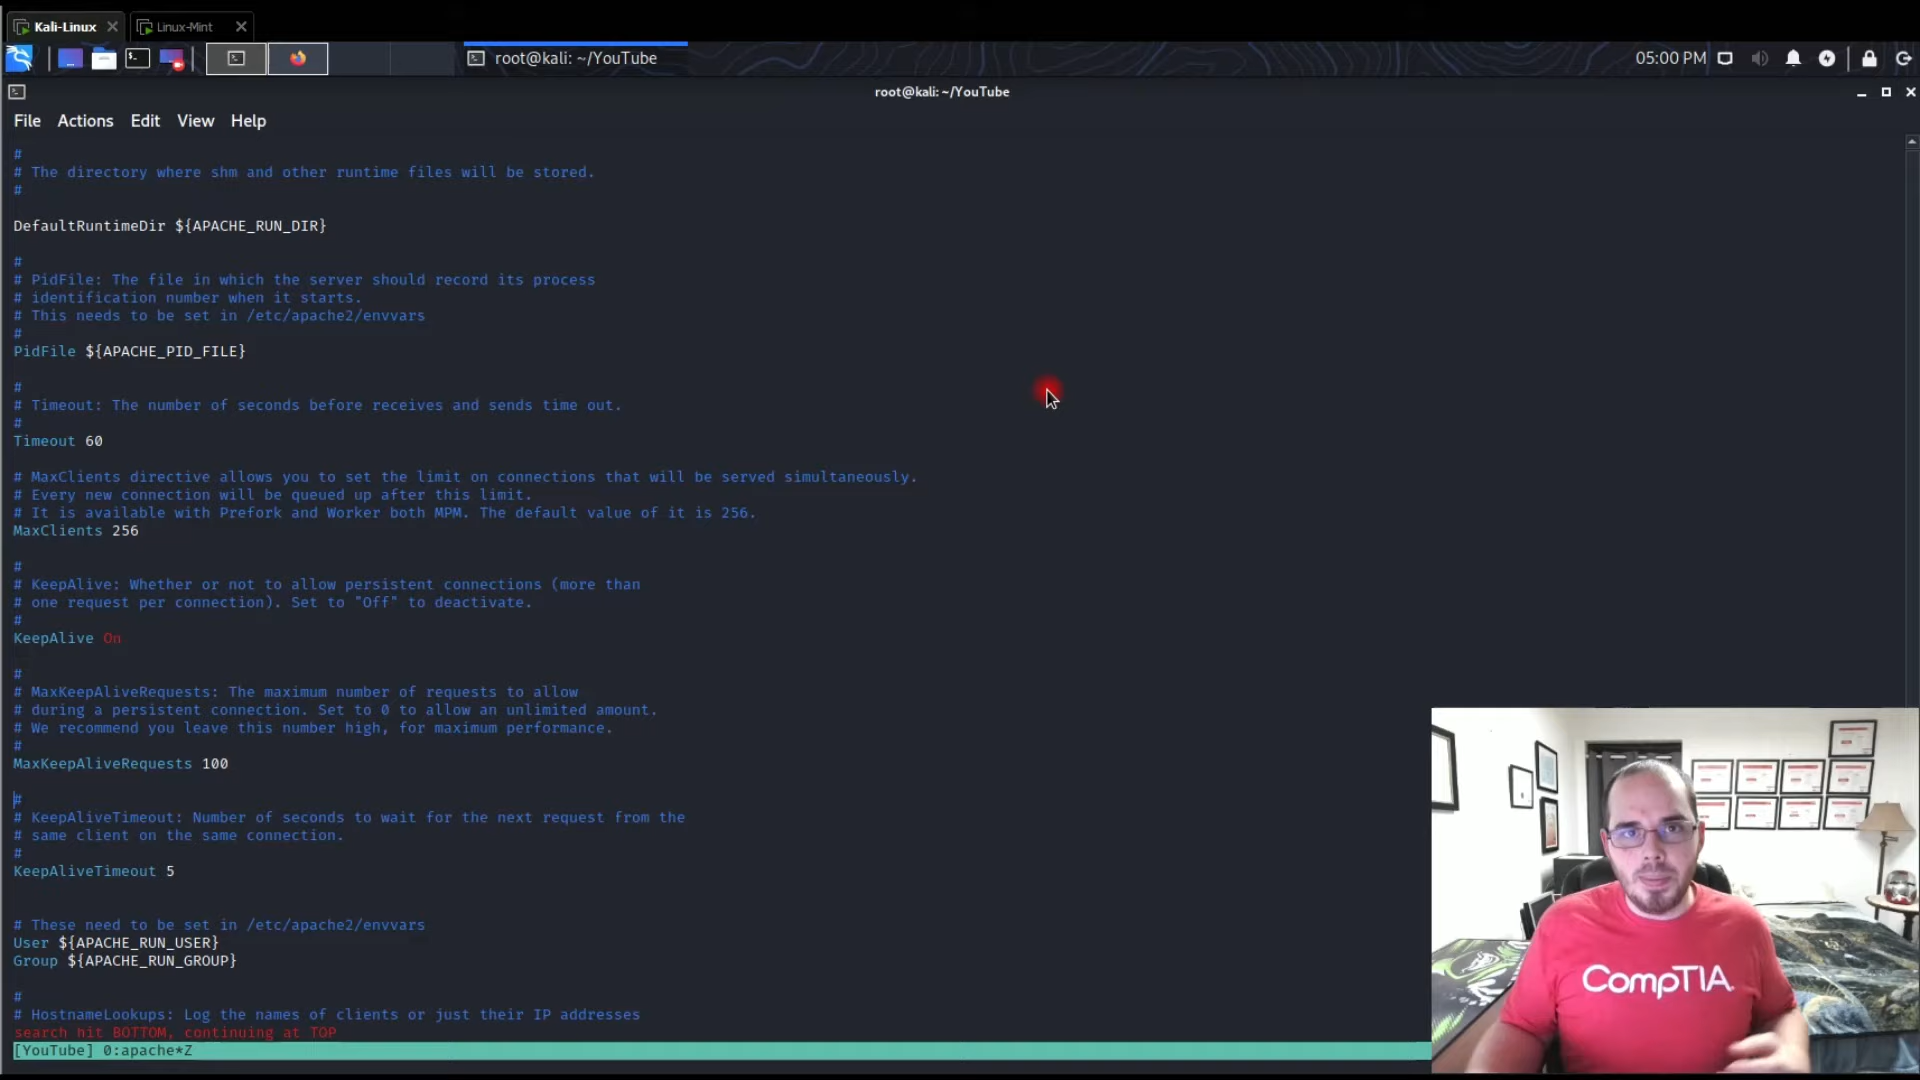 Kali-Linux
Linux-Mint
root@kali: ~/YouTube
05:00 PM
root@kali: ~/YouTube
File Actions Edit View Help
#
# The directory where shm and other runtime files will be stored.
#
DefaultRuntimeDir ${APACHE_RUN_DIR}
#
# PidFile: The file in which the server should record its process
# identification number when it starts.
# This needs to be set in /etc/apache2/envvars
#
PidFile ${APACHE_PID_FILE}
#
# Timeout: The number of seconds before receives and sends time out.
#
Timeout 60
# MaxClients directive allows you to set the limit on connections that will be served simultaneously.
# Every new connection will be queued up after this limit.
# It is available with Prefork and Worker both MPM. The default value of it is 256.
MaxClients 256
#
# KeepAlive: Whether or not to allow persistent connections (more than
# one request per connection). Set to "Off" to deactivate.
#
KeepAlive On
#
# MaxKeepAliveRequests: The maximum number of requests to allow
# during a persistent connection. Set to 0 to allow an unlimited amount.
# We recommend you leave this number high, for maximum performance.
#
MaxKeepAliveRequests 100
#
# KeepAliveTimeout: Number of seconds to wait for the next request from the
# same client on the same connection.
#
KeepAliveTimeout 5
# These need to be set in /etc/apache2/envvars
User ${APACHE_RUN_USER}
Group ${APACHE_RUN_GROUP}
#
# HostnameLookups: Log the names of clients or just their IP addresses
search hit BOTTOM, continuing at TOP
[YouTube] 0:apache*Z
CompTIA.